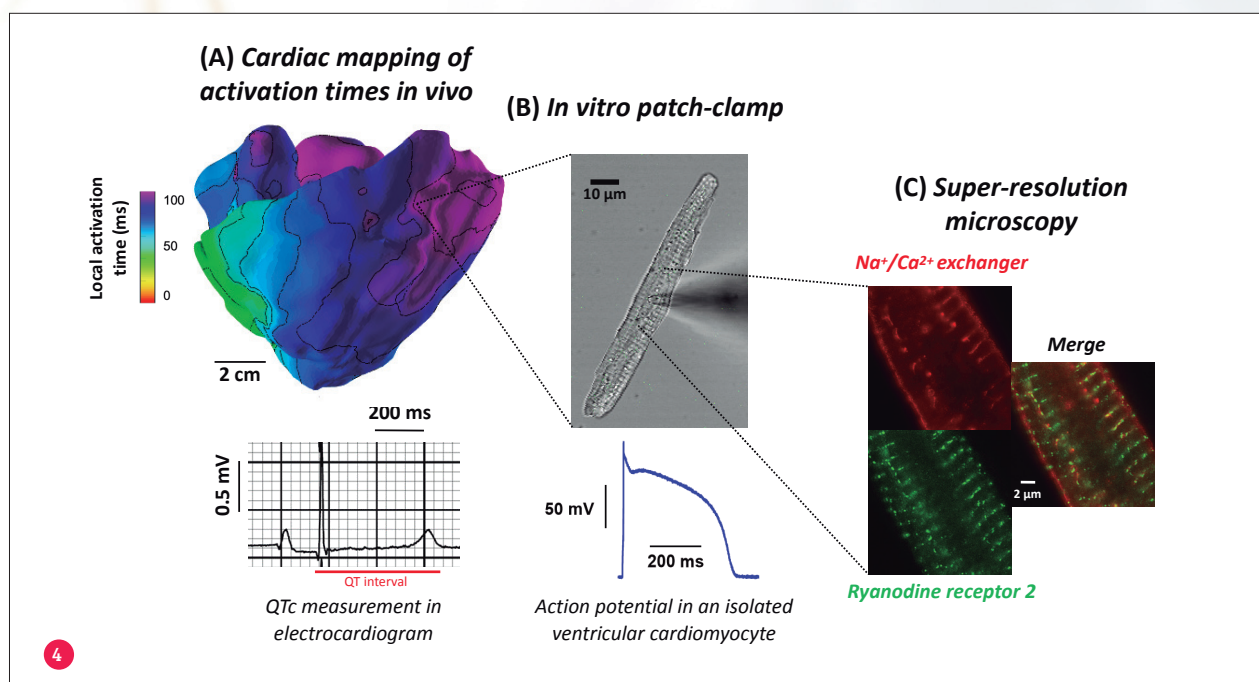 (A) Cardiac mapping of
activation times in vivo
Local activation
time (ms)
100
50
0
2 cm
200 ms
0.5 mV
QT interval
QTc measurement in
electrocardiogram
(B) In vitro patch-clamp
10 µm
50 mV
200 ms
Action potential in an isolated
ventricular cardiomyocyte
(C) Super-resolution
microscopy
Na⁺/Ca²⁺ exchanger
Merge
2 µm
Ryanodine receptor 2
4